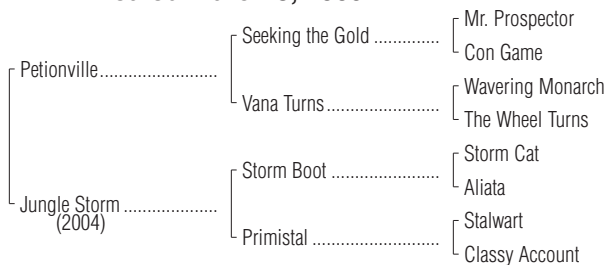 Petionville
Jungle Storm
(2004)
Seeking the Gold
Vana Turns
Storm Boot
Primistal
Mr. Prospector
Con Game
Wavering Monarch
The Wheel Turns
Storm Cat
Aliata
Stalwart
Classy Account